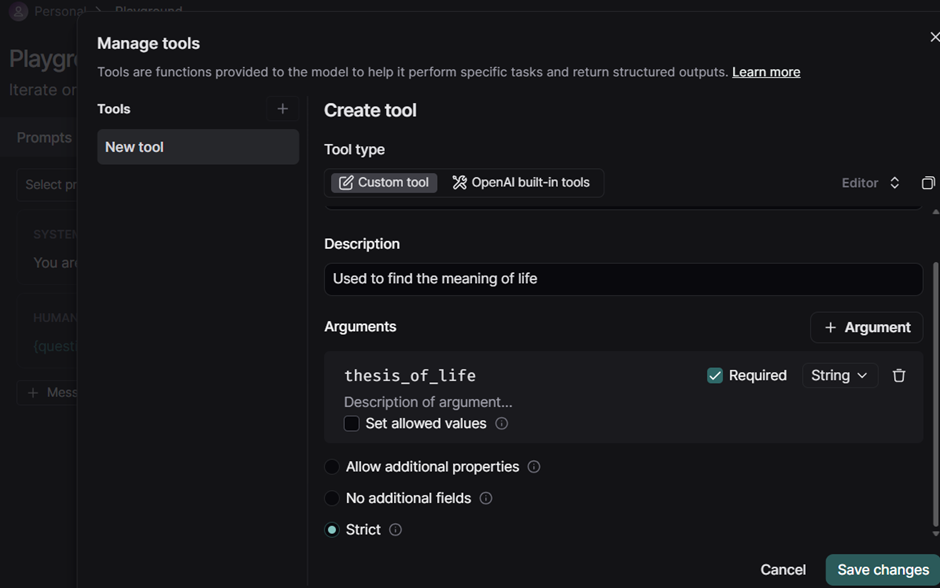 Personal > Playground
Manage tools
Playgr
Tools are functions provided to the model to help it perform specific tasks and return structured outputs. Learn more
Iterate or
Tools +
Create tool
Prompts
New tool
Tool type
Select pr
Custom tool
OpenAI built-in tools
Editor
SYSTEM
Description
You are
Used to find the meaning of life
HUMAN
Arguments
+ Argument
{quest
thesis_of_life
Required
String
+ Mess
Description of argument...
Set allowed values
Allow additional properties
No additional fields
Strict
Cancel
Save changes